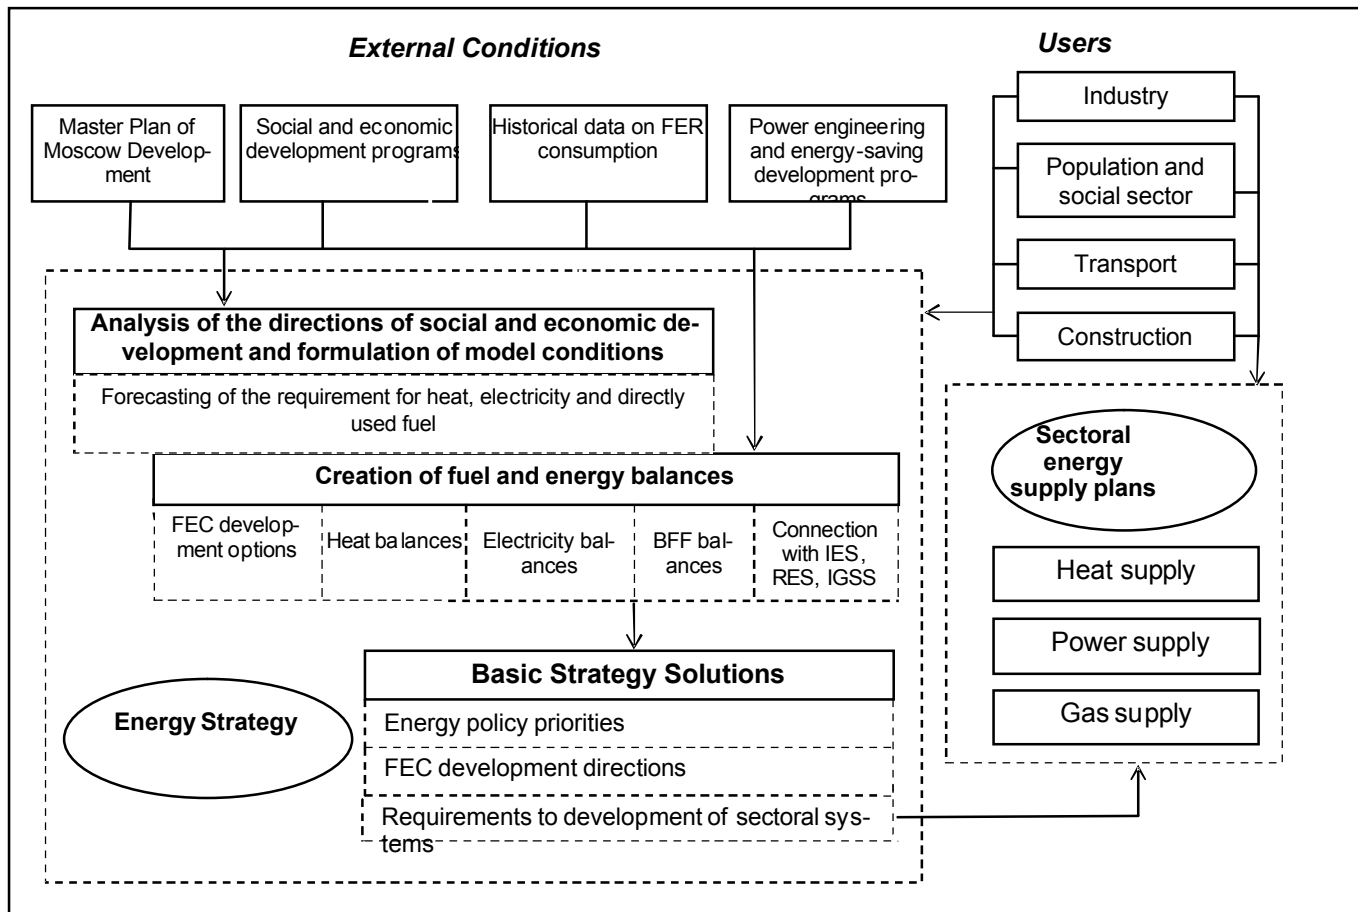 External Conditions
Users
Master Plan of
Moscow Develop-
ment
Social and economic
development programs
Historical data on FER
consumption
Power engineering
and energy-saving
development pro-
grams
Industry
Population and
social sector
Transport
Construction
Analysis of the directions of social and economic de-
velopment and formulation of model conditions
Forecasting of the requirement for heat, electricity and directly
used fuel
Creation of fuel and energy balances
FEC develop-
ment options
Heat balances
Electricity bal-
ances
BFF bal-
ances
Connection
with IES,
RES, IGSS
Basic Strategy Solutions
Energy policy priorities
FEC development directions
Requirements to development of sectoral sys-
tems
Energy Strategy
Sectoral
energy
supply plans
Heat supply
Power supply
Gas supply